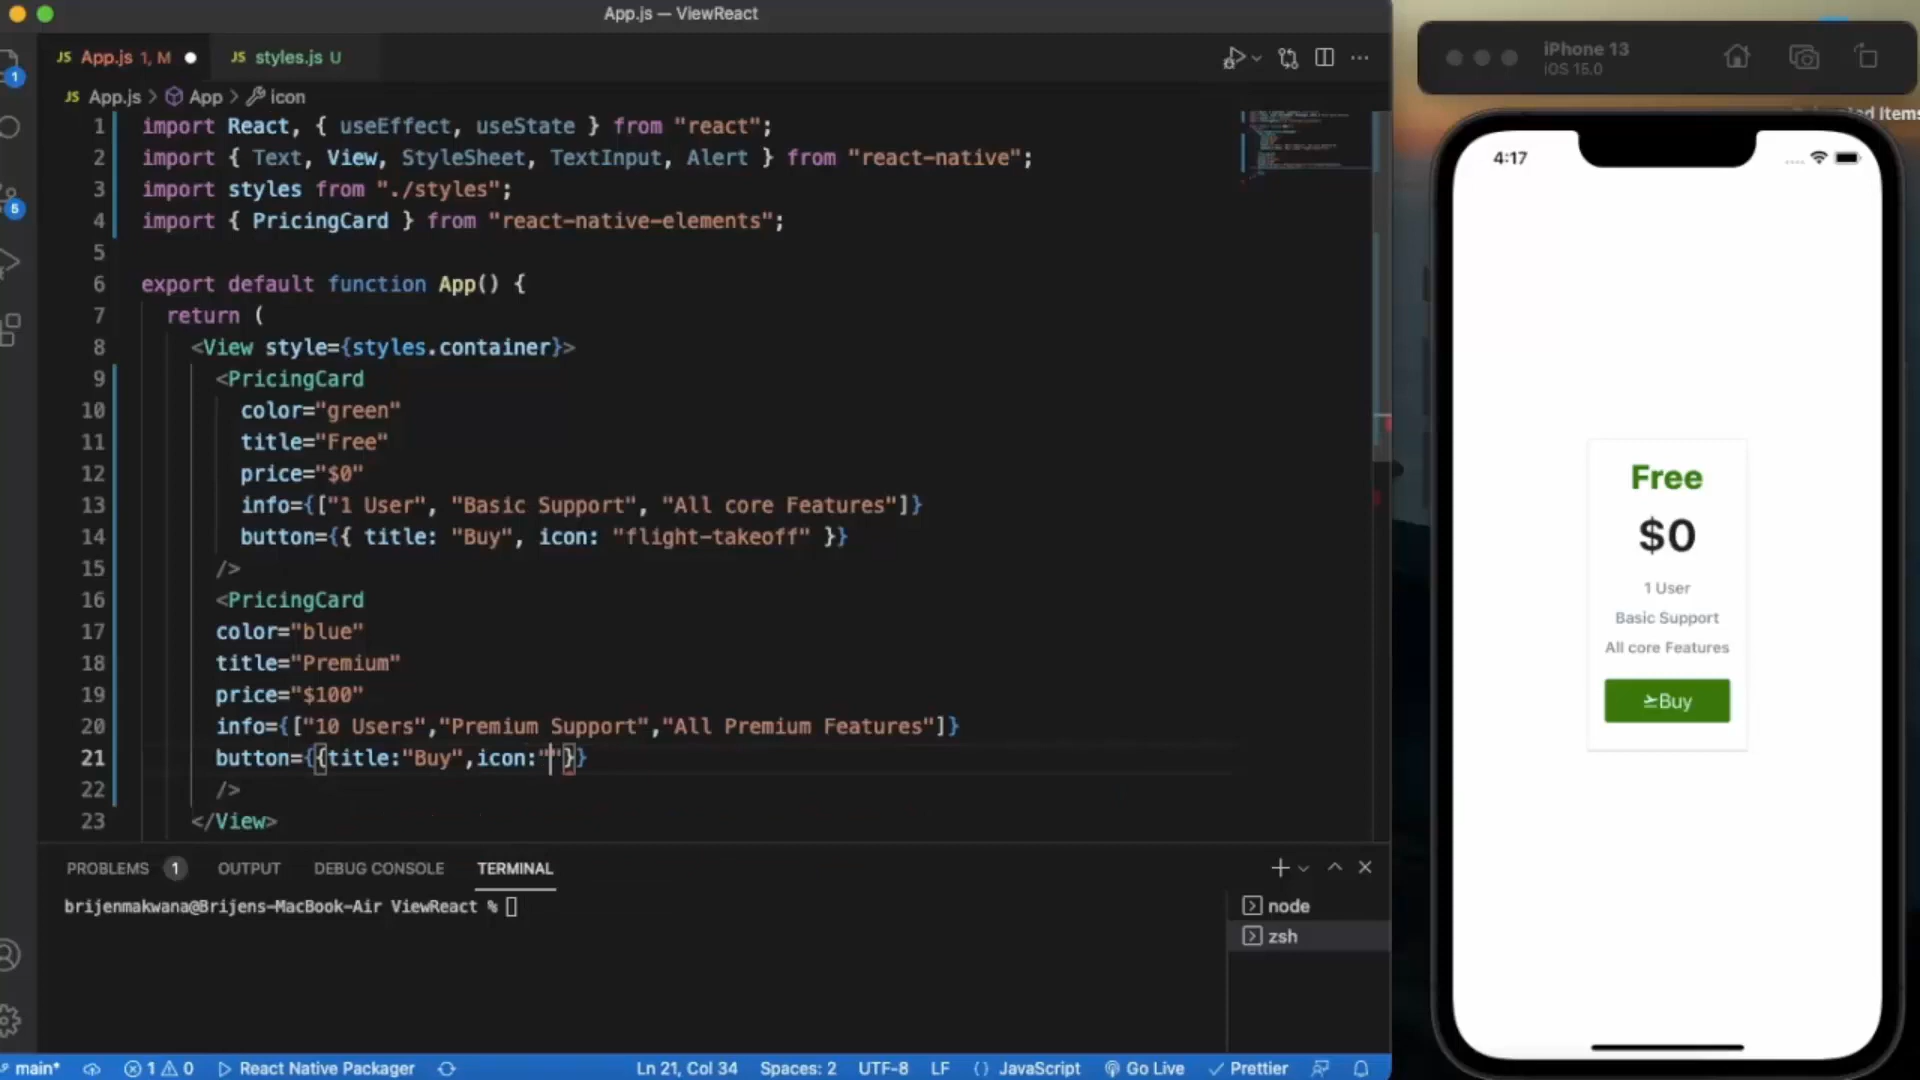 App.js — ViewReact
JS App.js 1, M
JS styles.js U
JS App.js > App > icon
1 import React, { useEffect, useState } from "react";
2 import { Text, View, StyleSheet, TextInput, Alert } from "react-native";
3 import styles from "./styles";
4 import { PricingCard } from "react-native-elements";
5
6 export default function App() {
7 return (
8 <View style={styles.container}>
9 <PricingCard
10 color="green"
11 title="Free"
12 price="$0"
13 info={["1 User", "Basic Support", "All core Features"]}
14 button={{ title: "Buy", icon: "flight-takeoff" }}
15 />
16 <PricingCard
17 color="blue"
18 title="Premium"
19 price="$100"
20 info={["10 Users","Premium Support","All Premium Features"]}
21 button={{title:"Buy",icon:""}}
22 />
23 </View>
1
5
PROBLEMS 1 OUTPUT DEBUG CONSOLE TERMINAL
brijenmakwana@Brijens-MacBook-Air ViewReact %
node
zsh
main* 1 0 React Native Packager Ln 21, Col 34 Spaces: 2 UTF-8 LF {} JavaScript Go Live Prettier
iPhone 13
iOS 15.0
Items
4:17
Free
$0
1 User
Basic Support
All core Features
Buy